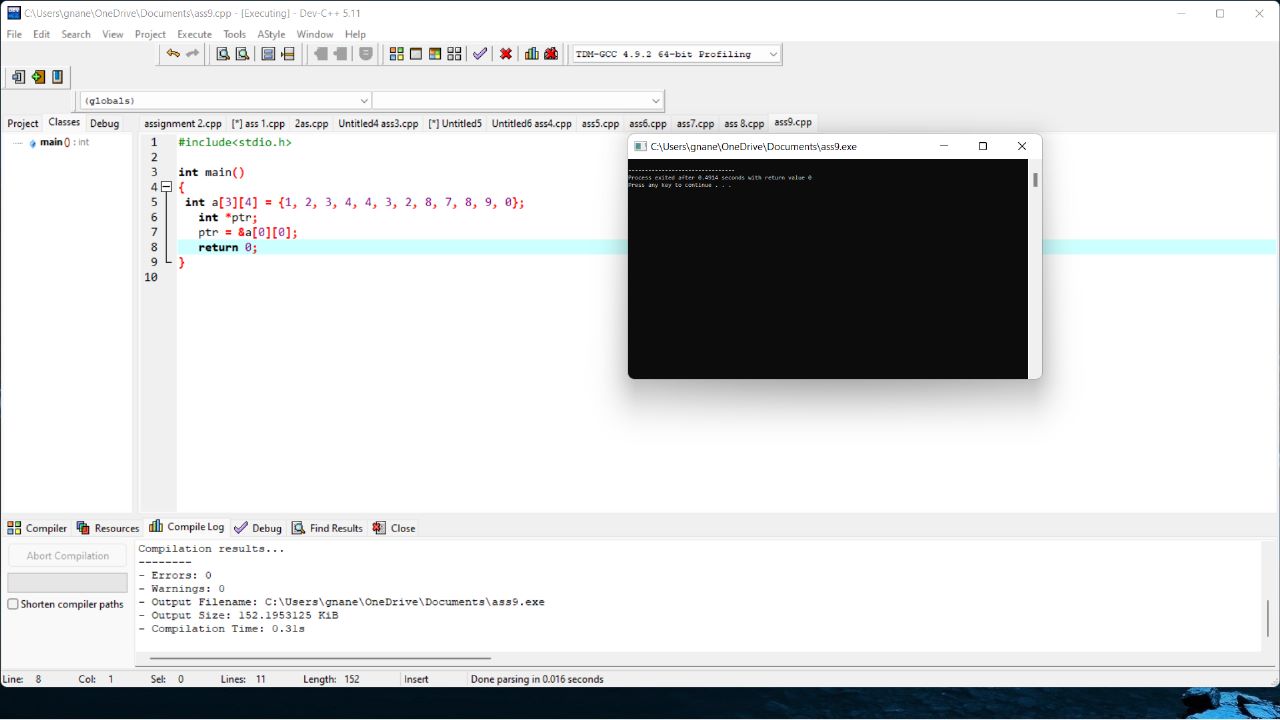 C:\Users\gnane\OneDrive\Documents\ass9.cpp - [Executing] - Dev-C++ 5.11
File Edit Search View Project Execute Tools AStyle Window Help
TDM-GCC 4.9.2 64-bit Profiling
(globals)
Project Classes Debug
assignment 2.cpp [*] ass 1.cpp 2as.cpp Untitled4 ass3.cpp [*] Untitled5 Untitled6 ass4.cpp ass5.cpp ass6.cpp ass7.cpp ass 8.cpp ass9.cpp
main() : int
1 #include<stdio.h>
2
3 int main()
4 {
5 int a[3][4] = {1, 2, 3, 4, 4, 3, 2, 8, 7, 8, 9, 0};
6 int *ptr;
7 ptr = &a[0][0];
8 return 0;
9 }
10
C:\Users\gnane\OneDrive\Documents\ass9.exe
--------------------------------
Process exited after 0.4914 seconds with return value 0
Press any key to continue . . .
Compiler Resources Compile Log Debug Find Results Close
Abort Compilation
Shorten compiler paths
Compilation results...
--------
- Errors: 0
- Warnings: 0
- Output Filename: C:\Users\gnane\OneDrive\Documents\ass9.exe
- Output Size: 152.1953125 KiB
- Compilation Time: 0.31s
Line: 8 Col: 1 Sel: 0 Lines: 11 Length: 152 Insert Done parsing in 0.016 seconds